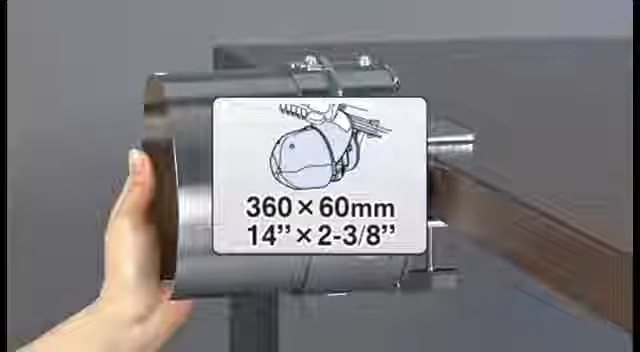 360 × 60mm
14” × 2-3/8”